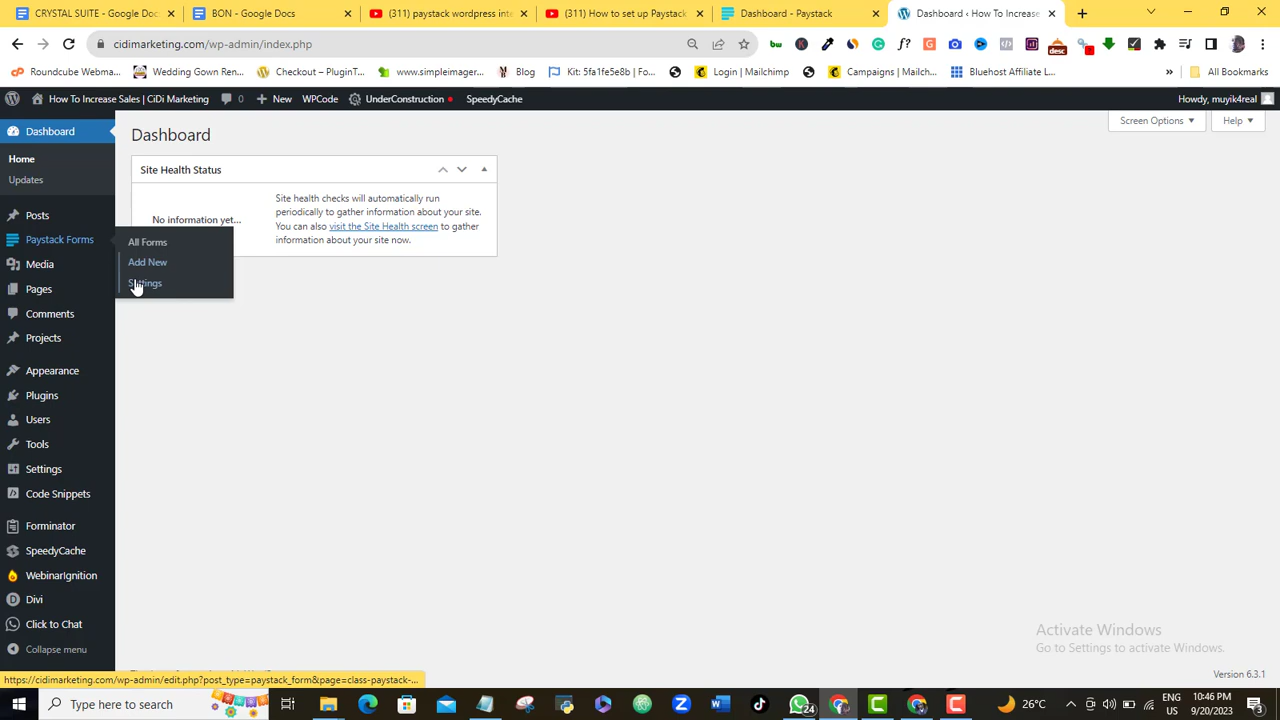 CRYSTAL SUITE - Google Doc
BON - Google Docs
(311) paystack wordpress inte
(311) How to set up Paystack
Dashboard - Paystack
Dashboard ‹ How To Increase
cidimarketing.com/wp-admin/index.php
Roundcube Webma...
Wedding Gown Ren...
Checkout – PluginT...
www.simpleimager...
Blog
Kit: 5fa1fe5e8b | Fo...
Login | Mailchimp
Campaigns | Mailch...
Bluehost Affiliate L...
»
All Bookmarks
How To Increase Sales | CiDi Marketing
0
New
WPCode
UnderConstruction
SpeedyCache
Howdy, muyik4real
Dashboard
Home
Updates
Posts
Paystack Forms
Media
Pages
Comments
Projects
Appearance
Plugins
Users
Tools
Settings
Code Snippets
Forminator
SpeedyCache
WebinarIgnition
Divi
Click to Chat
Collapse menu
All Forms
Add New
Settings
Dashboard
Screen Options
Help
Site Health Status
No information yet...
Site health checks will automatically run
periodically to gather information about your site.
You can also visit the Site Health screen to gather
information about your site now.
Activate Windows
Go to Settings to activate Windows.
Version 6.3.1
https://cidimarketing.com/wp-admin/edit.php?post_type=paystack_form&page=class-paystack-...
Type here to search
24
26°C
ENG
US
10:46 PM
9/20/2023
3